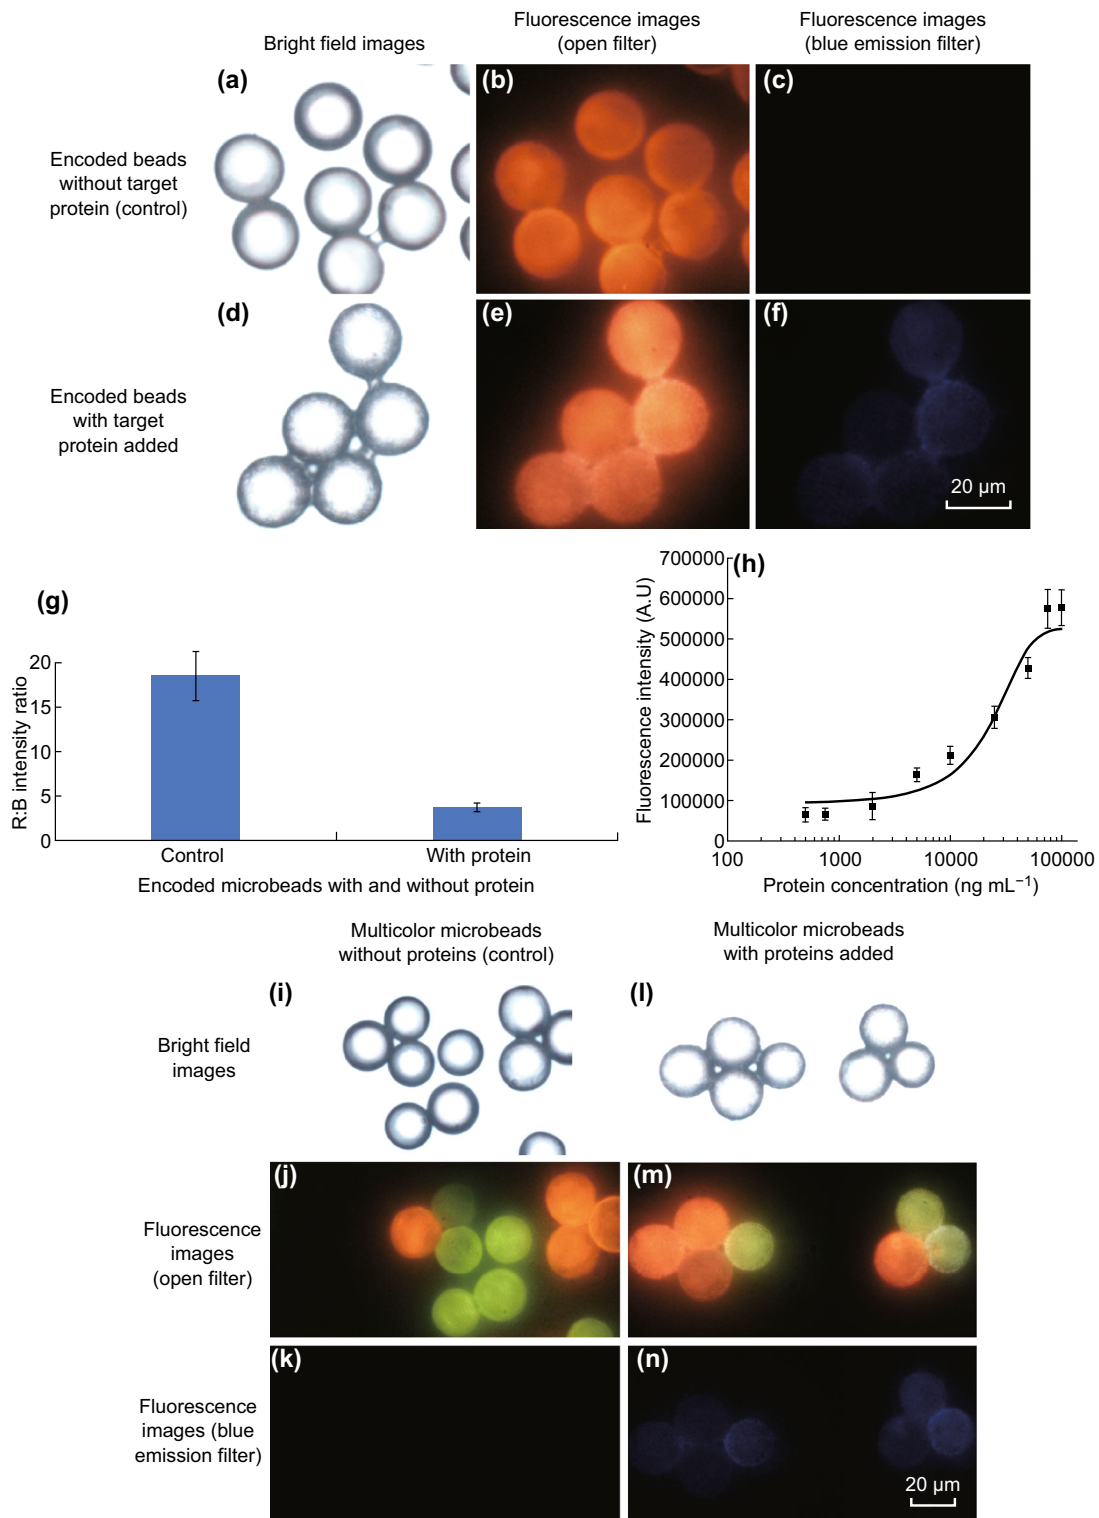 Bright field images
Fluorescence images
(open filter)
Fluorescence images
(blue emission filter)
(a)
(b)
(c)
Encoded beads
without target
protein (control)
(d)
(e)
(f)
Encoded beads
with target
protein added
20 µm
(g)
R:B intensity ratio
20
15
10
5
0
Control
With protein
Encoded microbeads with and without protein
(h)
Fluorescence intensity (A.U)
700000
600000
500000
400000
300000
200000
100000
0
100
1000
10000
100000
Protein concentration (ng mL⁻¹)
Multicolor microbeads
without proteins (control)
Multicolor microbeads
with proteins added
(i)
(l)
Bright field
images
(j)
(m)
Fluorescence
images
(open filter)
(k)
(n)
Fluorescence
images (blue
emission filter)
20 µm